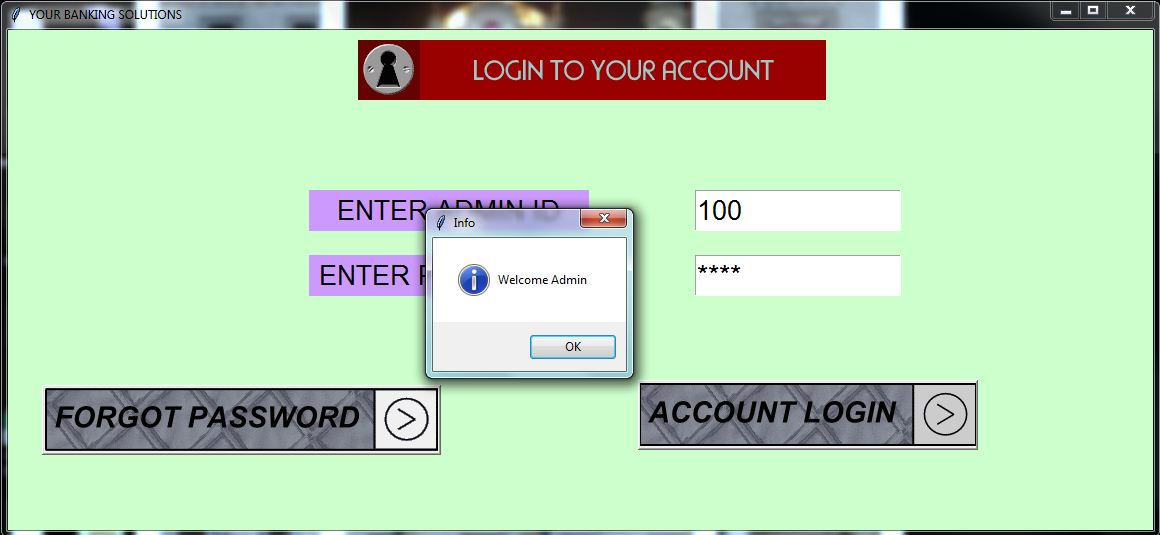 YOUR BANKING SOLUTIONS
LOGIN TO YOUR ACCOUNT
ENTER ADMIN ID
100
Info
ENTER
****
Welcome Admin
OK
FORGOT PASSWORD
ACCOUNT LOGIN